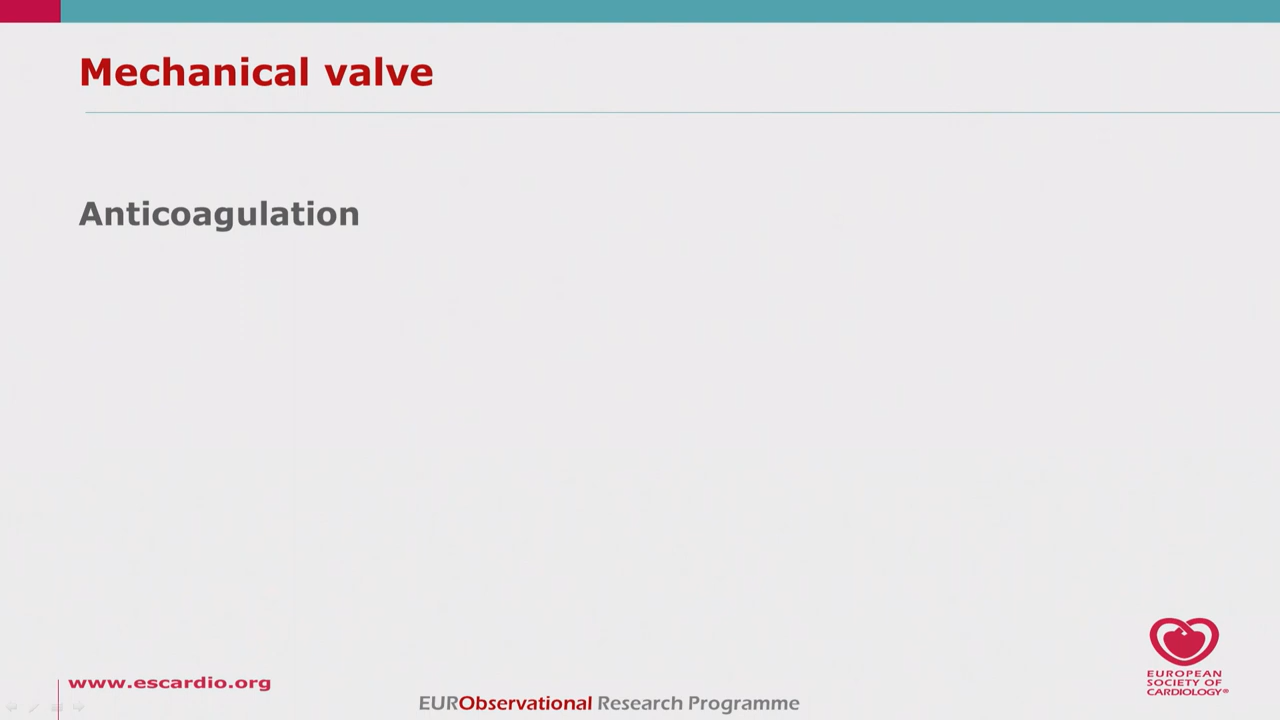 Mechanical valve
Anticoagulation
www.escardio.org
EURObservational Research Programme
EUROPEAN
SOCIETY OF
CARDIOLOGY®